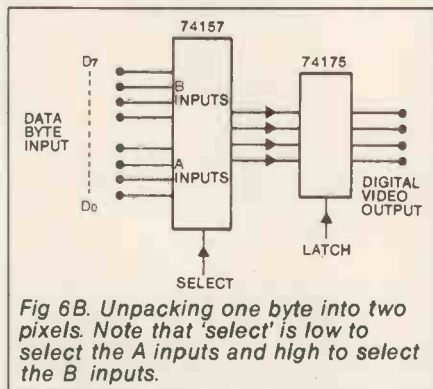 74157
74175
D7
B
INPUTS
DATA
BYTE
INPUT
A
INPUTS
D0
DIGITAL
VIDEO
OUTPUT
LATCH
SELECT
Fig 6B. Unpacking one byte into two
pixels. Note that 'select' is low to
select the A inputs and high to select
the B inputs.